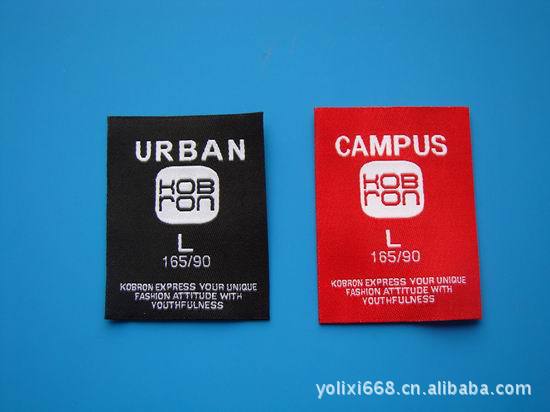 URBAN
KOB
ron
L
165/90
KOBRON EXPRESS YOUR UNIQUE
FASHION ATTITUDE WITH
YOUTHFULNESS
CAMPUS
KOB
ron
L
165/90
KOBRON EXPRESS YOUR UNIQUE
FASHION ATTITUDE WITH
YOUTHFULNESS
yolixi668.cn.alibaba.com